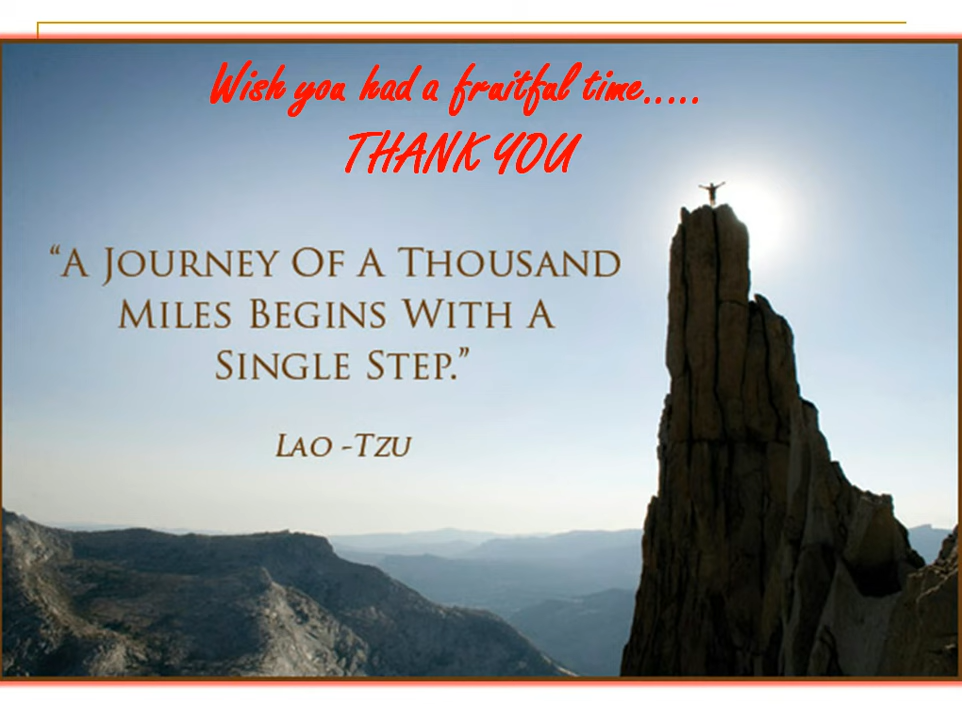 Wish you had a fruitful time.....
THANK YOU
“A Journey Of A Thousand
Miles Begins With A
Single Step.”
Lao -Tzu